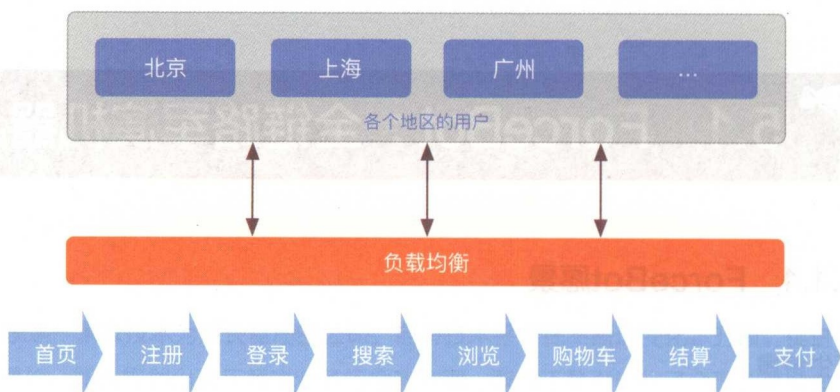 北京 上海 广州 ...
各个地区的用户
负载均衡
首页 注册 登录 搜索 浏览 购物车 结算 支付